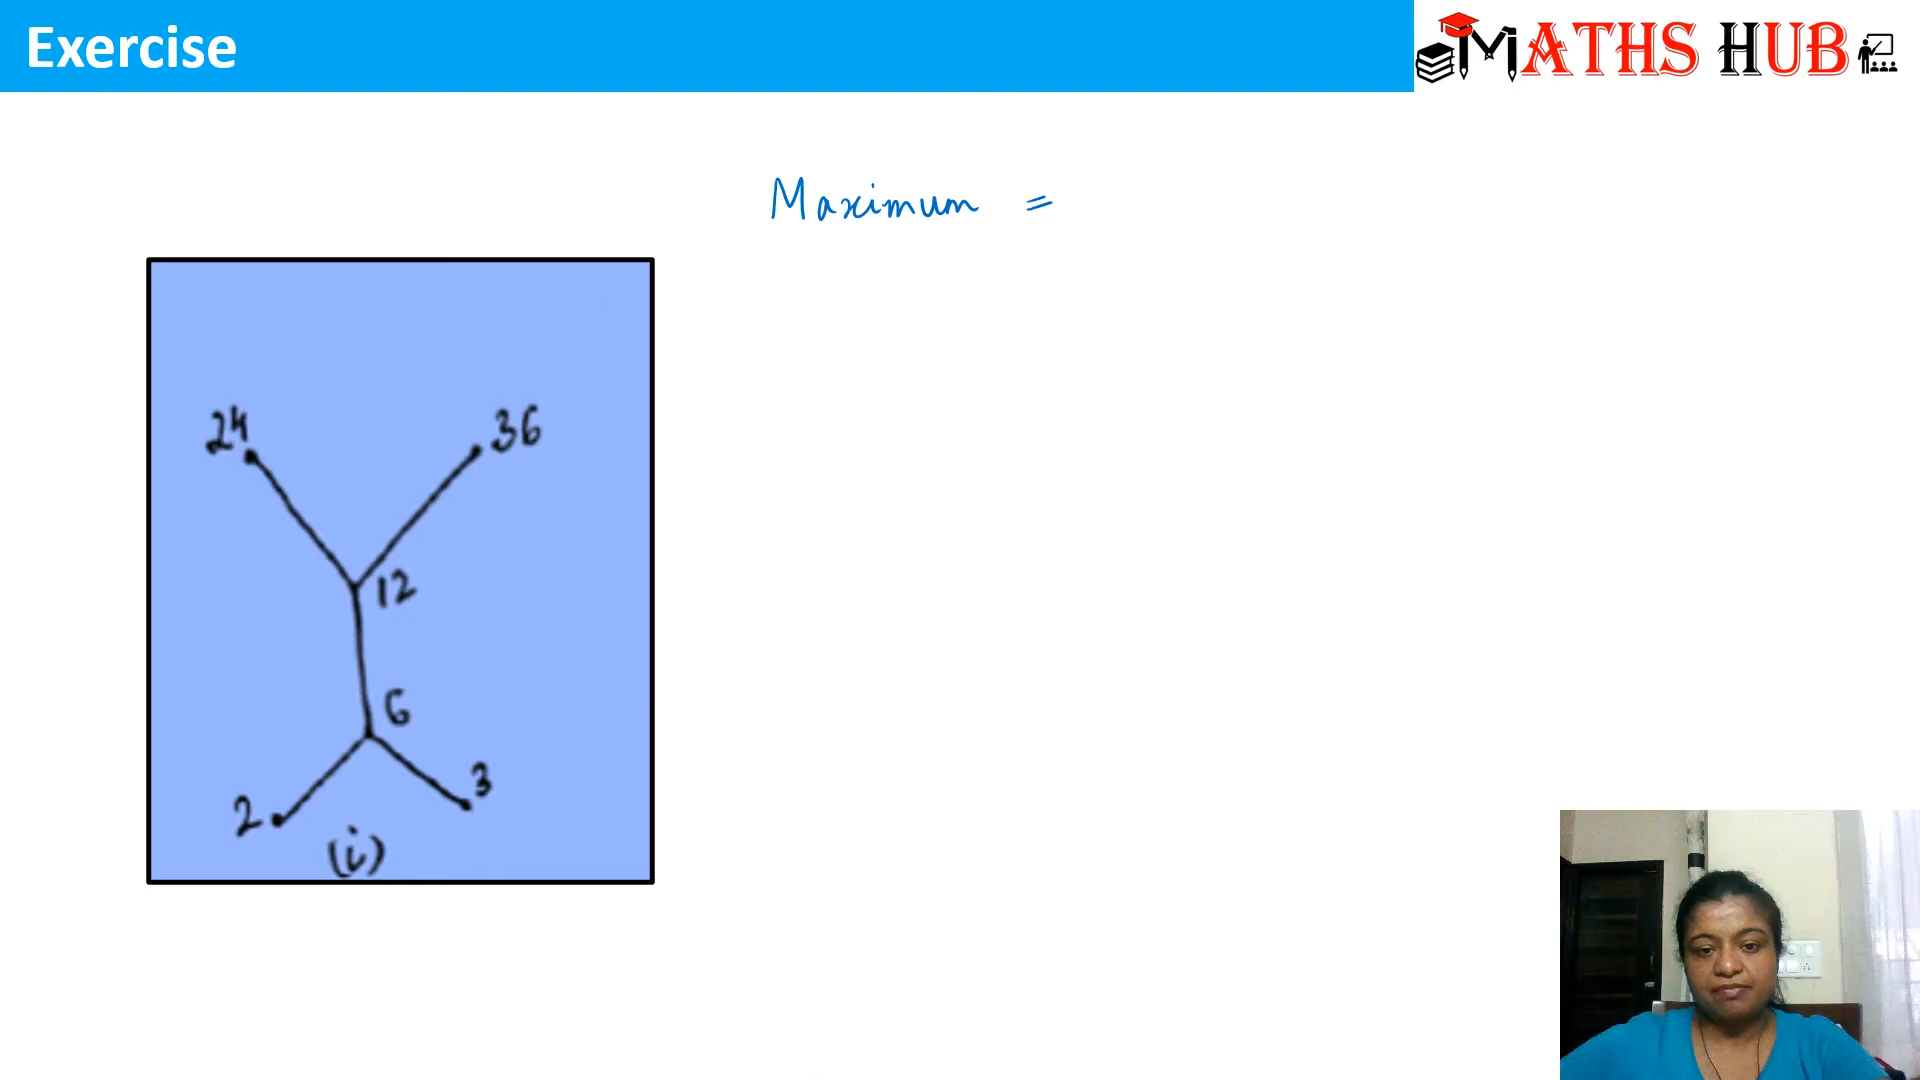 Exercise
MATHS HUB
Maximum =
24
36
12
6
2
3
(i)